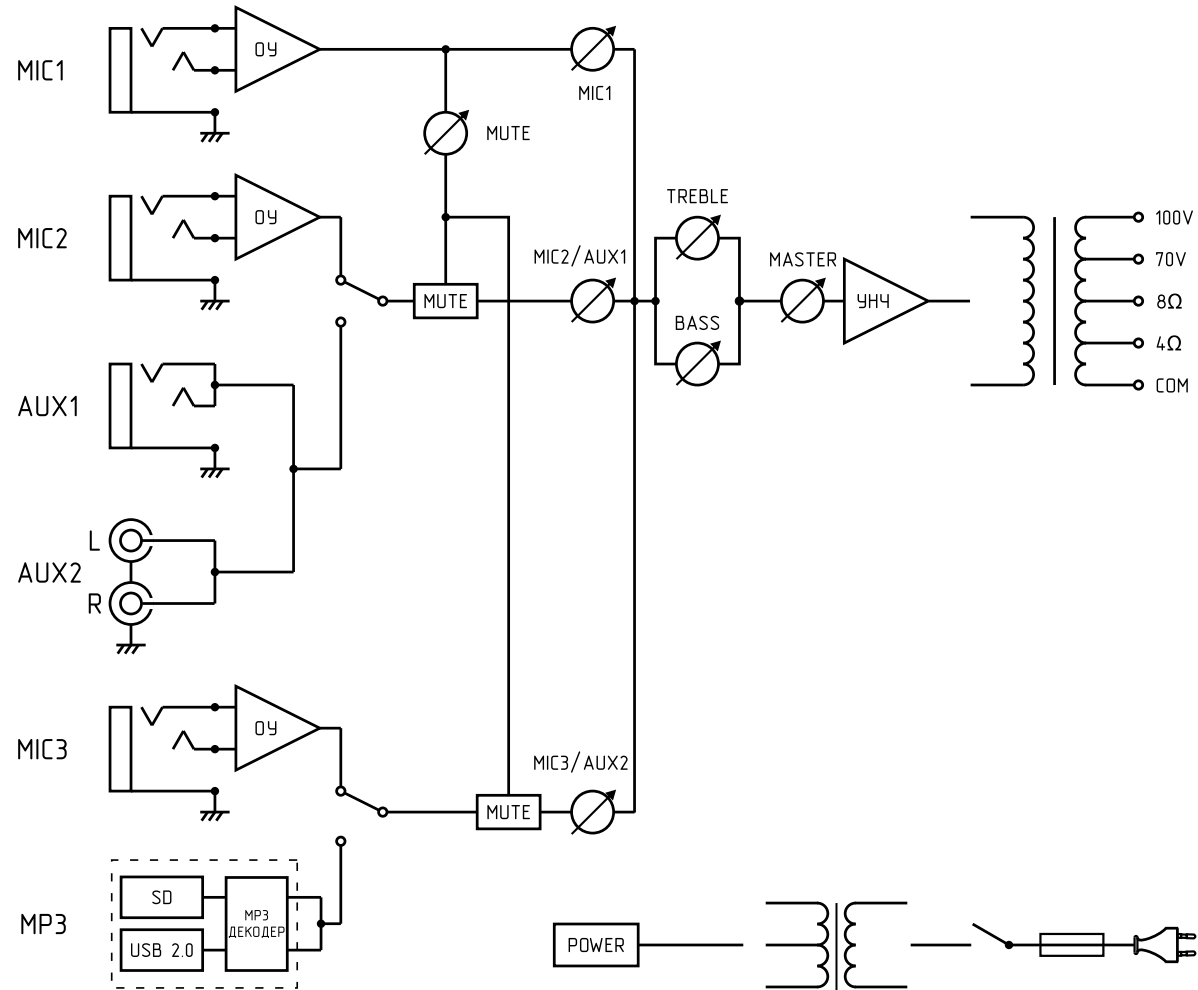 MIC1
ОУ
MIC1
MUTE
MIC2
ОУ
TREBLE
MIC2/AUX1
MUTE
BASS
MASTER
УНЧ
100V
70V
8Ω
4Ω
COM
AUX1
L
AUX2
R
MIC3
ОУ
MIC3/AUX2
MUTE
MP3
SD
USB 2.0
MP3
ДЕКОДЕР
POWER